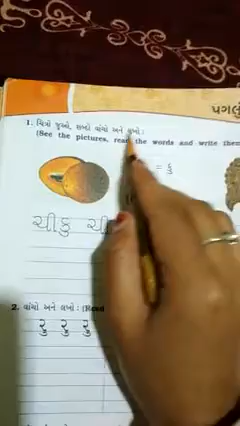 પગલું
1. ચિત્રો જુઓ, શબ્દો વાંચો અને લખો :
(See the pictures, read the words and write them
= કુ
ચીકુ ચી
2. વાંચો અને લખો : (Read
રુ રુ રુ